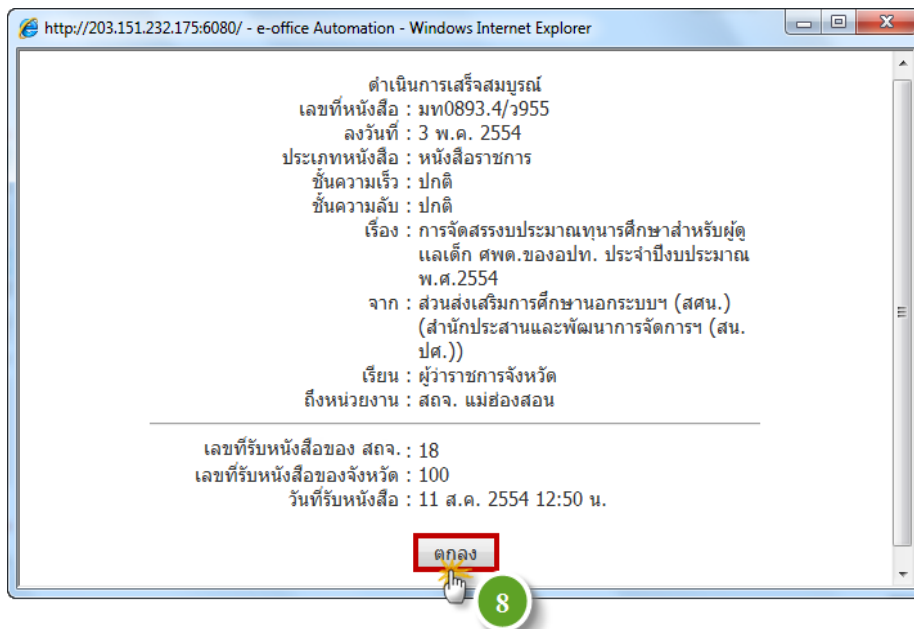 http://203.151.232.175:6080/ - e-office Automation - Windows Internet Explorer
ดำเนินการเสร็จสมบูรณ์
เลขที่หนังสือ : มท0893.4/ว955
ลงวันที่ : 3 พ.ค. 2554
ประเภทหนังสือ : หนังสือราชการ
ชั้นความเร็ว : ปกติ
ชั้นความลับ : ปกติ
เรื่อง : การจัดสรรงบประมาณทุนารศึกษาสำหรับผู้ดู
แลเด็ก ศพด.ของอปท. ประจำปีงบประมาณ
พ.ศ.2554
จาก : ส่วนส่งเสริมการศึกษานอกระบบฯ (สศน.)
(สำนักประสานและพัฒนาการจัดการฯ (สน.
ปศ.))
เรียน : ผู้ว่าราชการจังหวัด
ถึงหน่วยงาน : สถจ. แม่ฮ่องสอน
เลขที่รับหนังสือของ สถจ. : 18
เลขที่รับหนังสือของจังหวัด : 100
วันที่รับหนังสือ : 11 ส.ค. 2554 12:50 น.
ตกลง
8